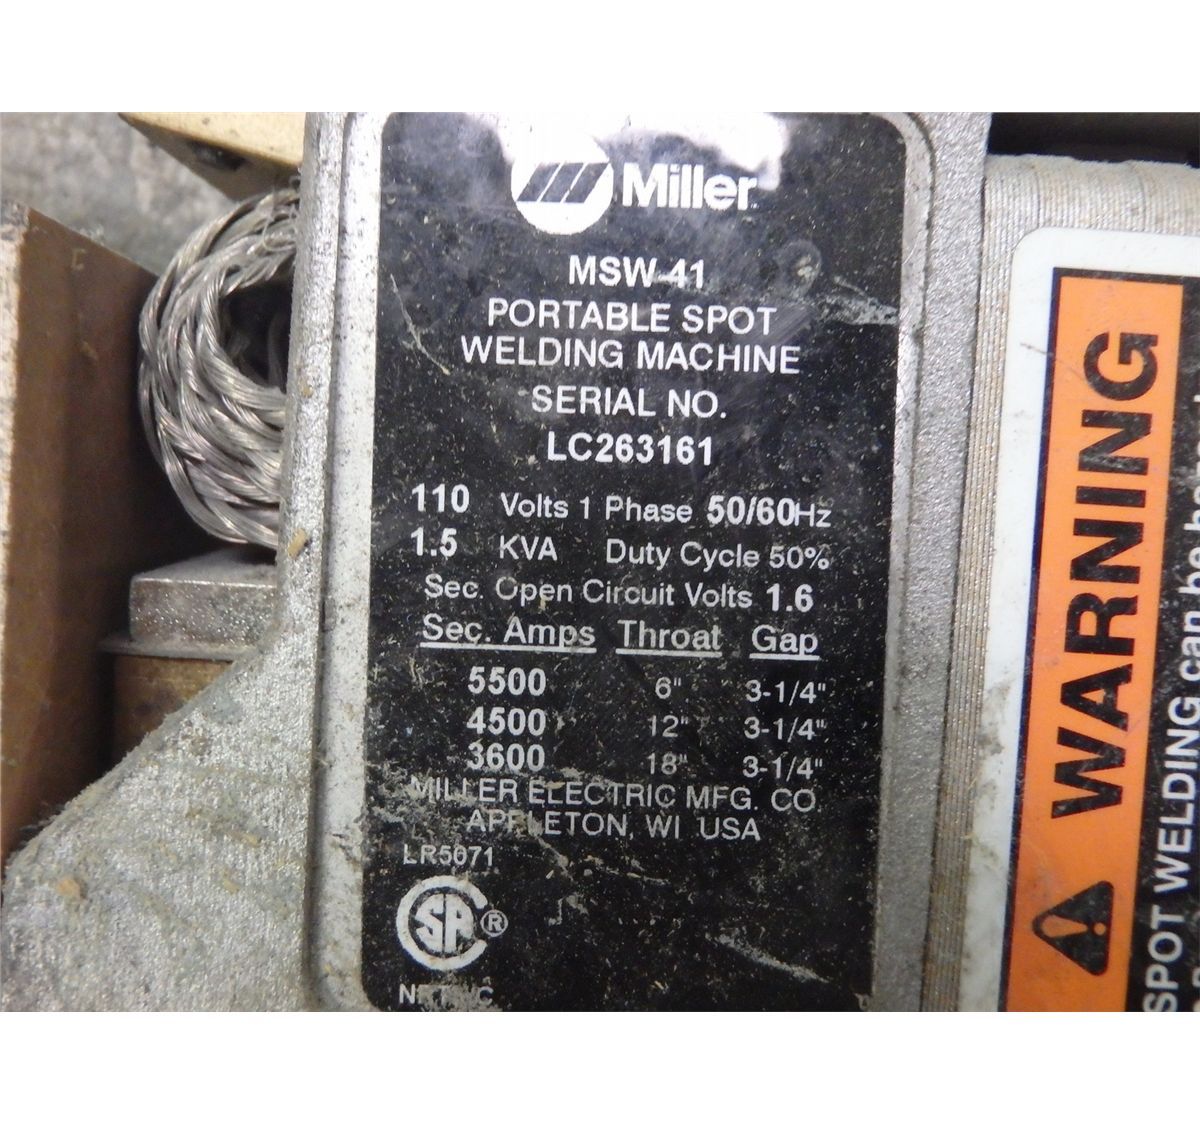 Miller
MSW-41
PORTABLE SPOT
WELDING MACHINE
SERIAL NO.
LC263161
110 Volts 1 Phase 50/60Hz
1.5 KVA Duty Cycle 50%
Sec. Open Circuit Volts 1.6
Sec. Amps Throat Gap
5500 6" 3-1/4"
4500 12" 3-1/4"
3600 18" 3-1/4"
MILLER ELECTRIC MFG. CO
APPLETON, WI USA
LR5071
SA®
WARNING
SPOT WELDING can be